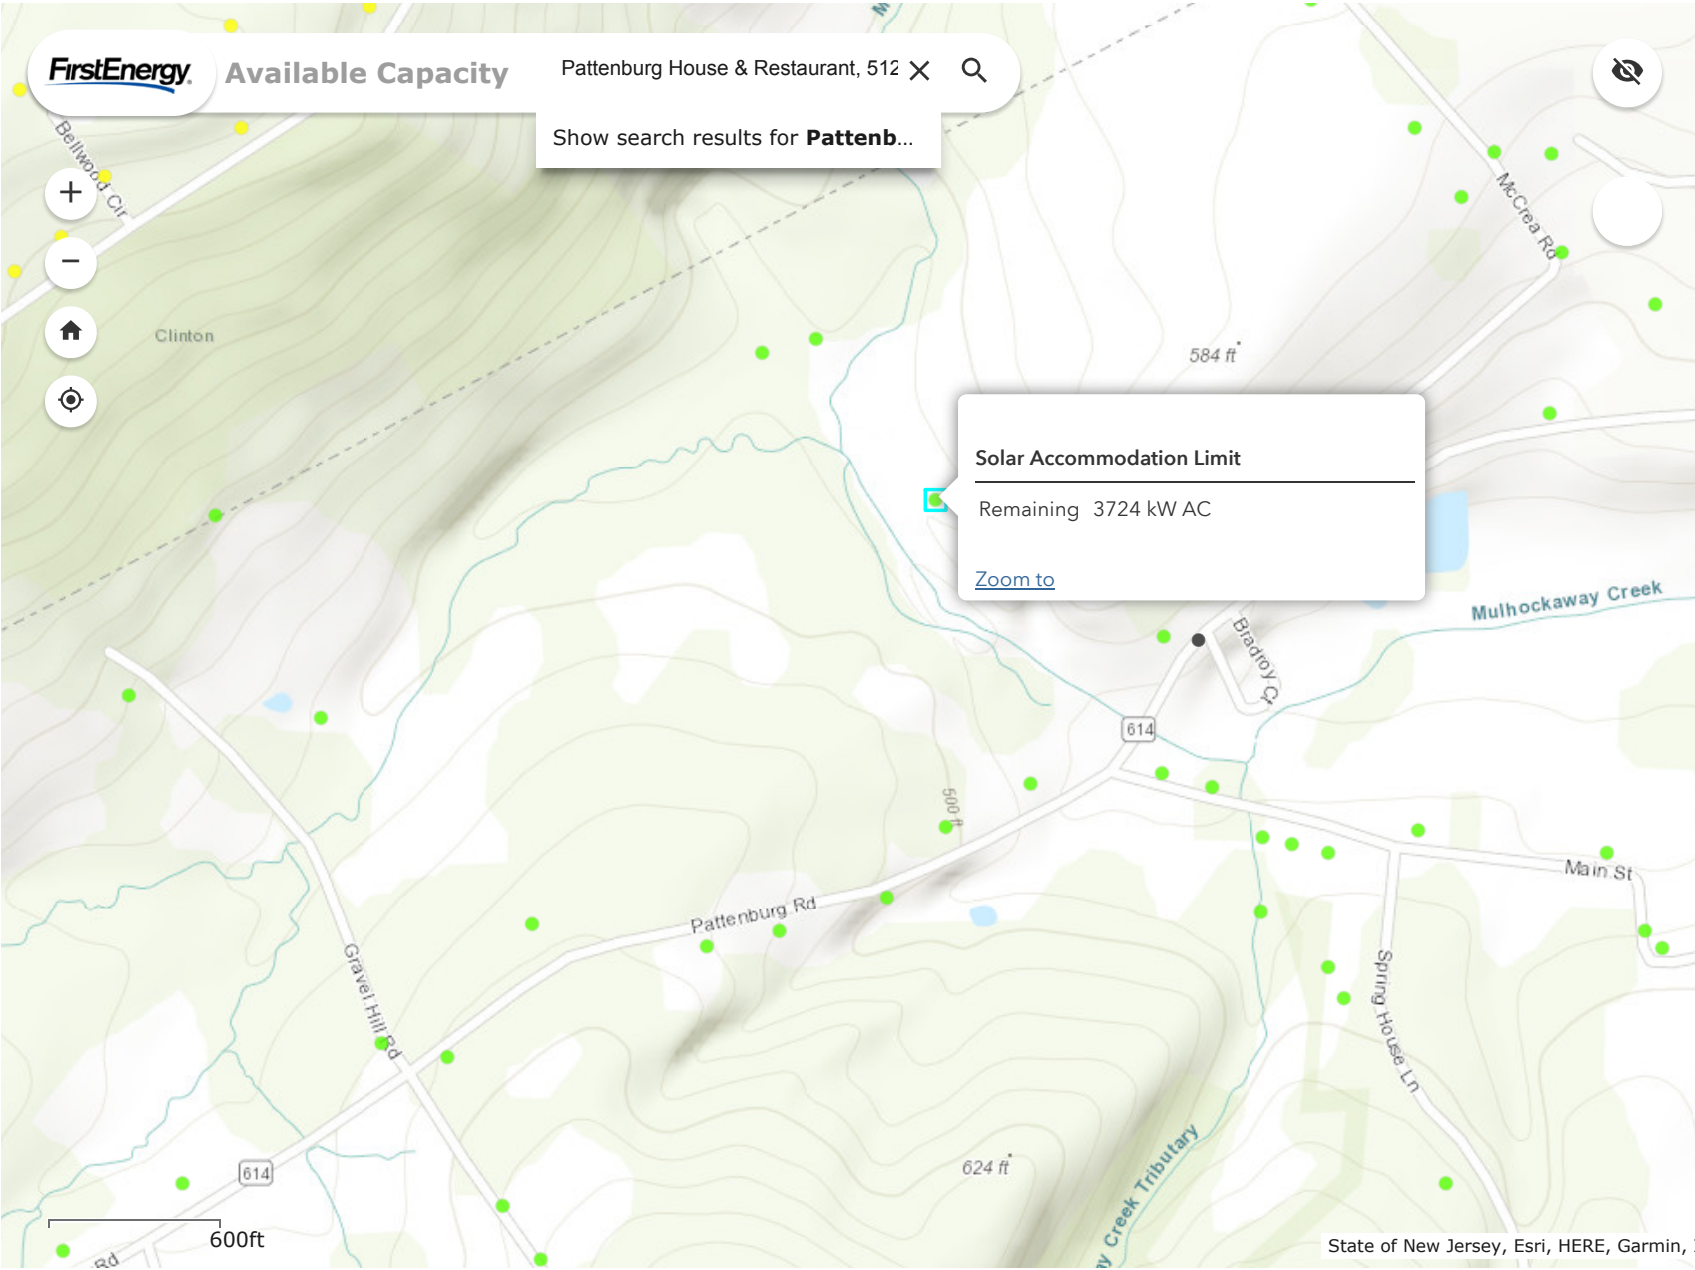 FirstEnergy
Available Capacity
Pattenburg House & Restaurant, 512
Show search results for Pattenb...
Bellwood Cir
Clinton
McCrea Rd
584 ft
Solar Accommodation Limit
Remaining 3724 kW AC
Zoom to
Mulhockaway Creek
Bradroy Ct
614
500 ft
Main St
Pattenburg Rd
Gravel Hill Rd
Spring House Ln
624 ft
614
Creek Tributary
600ft
Rd
State of New Jersey, Esri, HERE, Garmin,